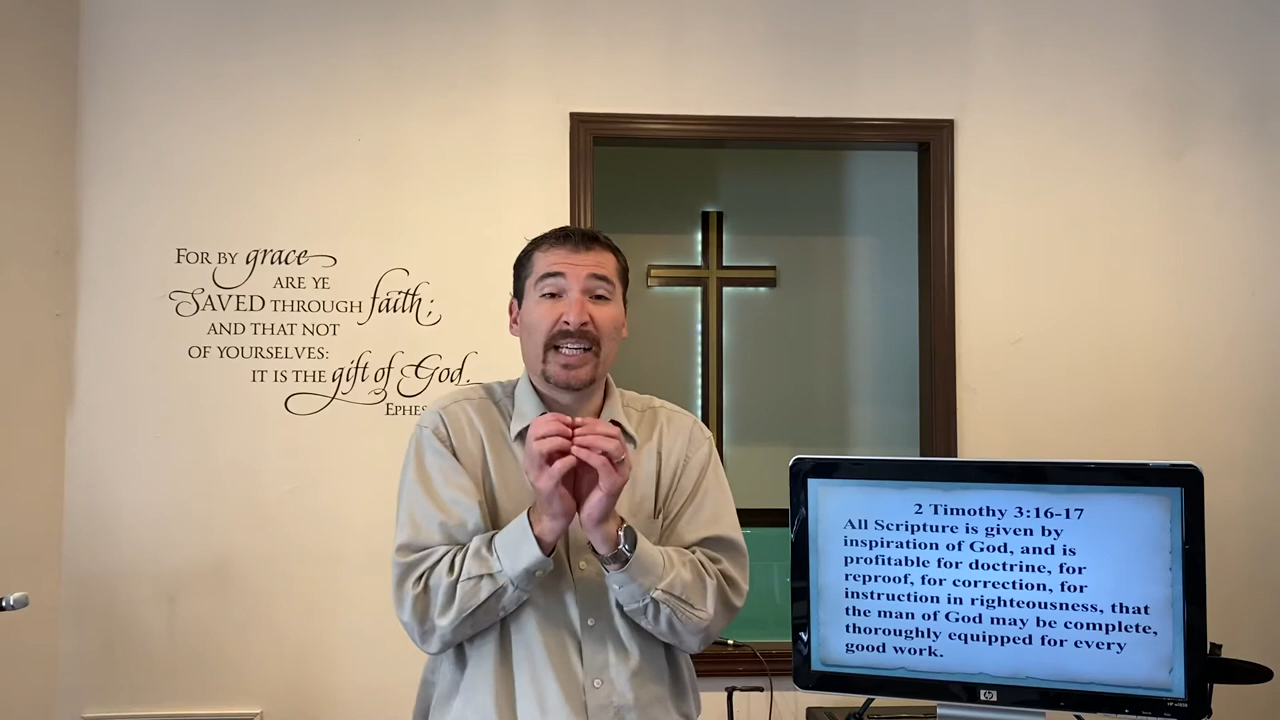 FOR BY grace
ARE YE
SAVED THROUGH faith;
AND THAT NOT
OF YOURSELVES:
IT IS THE gift of God.
EPHES
2 Timothy 3:16-17
All Scripture is given by
inspiration of God, and is
profitable for doctrine, for
reproof, for correction, for
instruction in righteousness, that
the man of God may be complete,
thoroughly equipped for every
good work.
hp